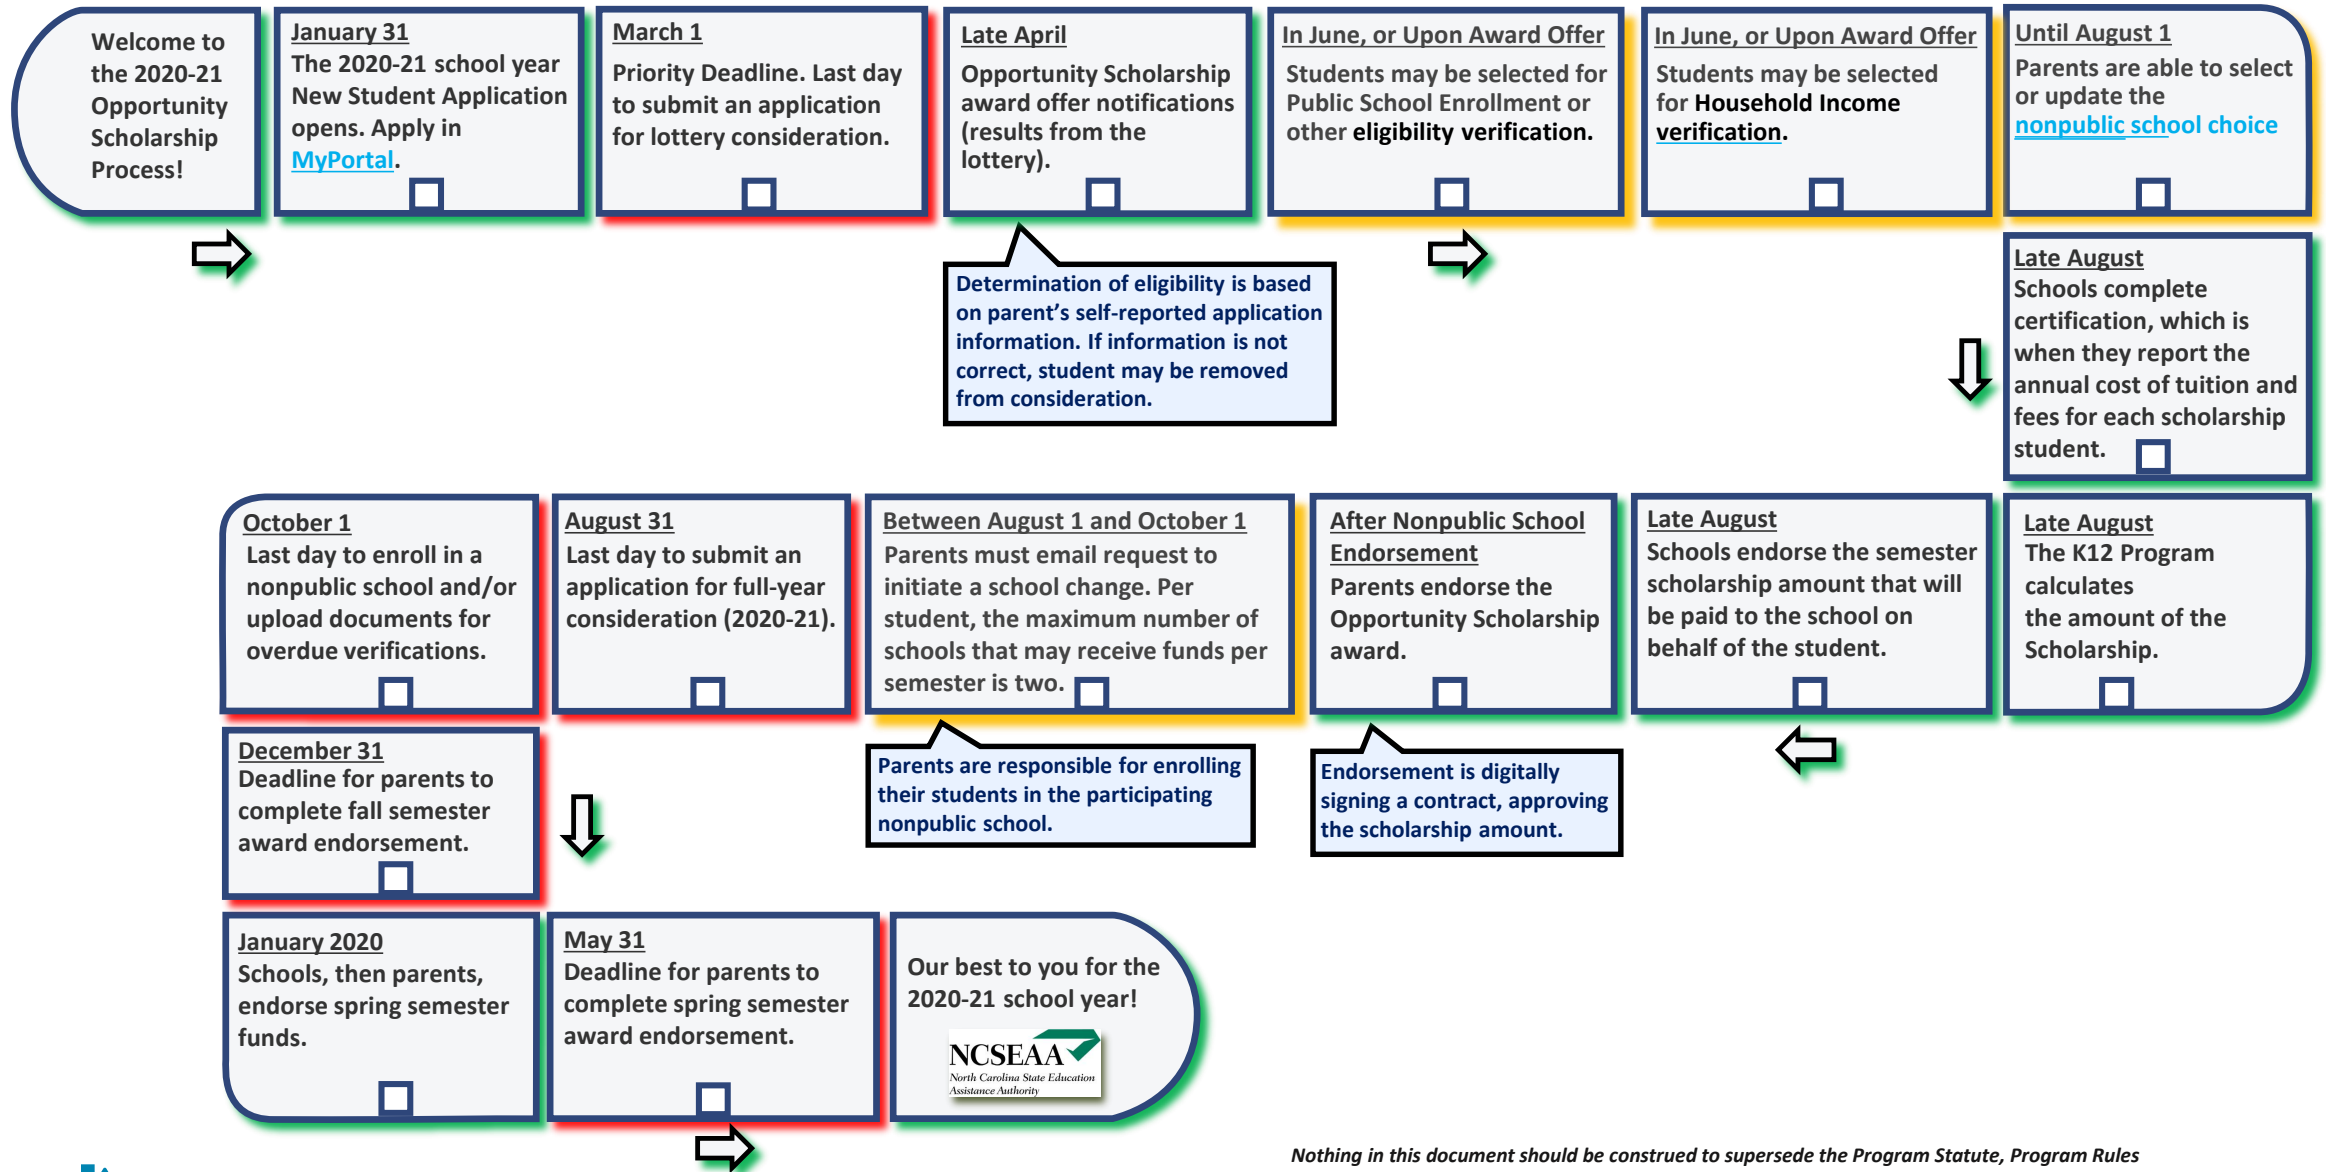 Welcome to
the 2020-21
Opportunity
Scholarship
Process!
January 31
The 2020-21 school year
New Student Application
opens. Apply in
MyPortal.
March 1
Priority Deadline. Last day
to submit an application
for lottery consideration.
Late April
Opportunity Scholarship
award offer notifications
(results from the
lottery).
Determination of eligibility is based
on parent's self-reported application
information. If information is not
correct, student may be removed
from consideration.
In June, or Upon Award Offer
Students may be selected for
Public School Enrollment or
other eligibility verification.
In June, or Upon Award Offer
Students may be selected
for Household Income
verification.
Until August 1
Parents are able to select
or update the
nonpublic school choice
Late August
Schools complete
certification, which is
when they report the
annual cost of tuition and
fees for each scholarship
student.
Late August
The K12 Program
calculates
the amount of the
Scholarship.
Late August
Schools endorse the semester
scholarship amount that will
be paid to the school on
behalf of the student.
After Nonpublic School
Endorsement
Parents endorse the
Opportunity Scholarship
award.
Endorsement is digitally
signing a contract, approving
the scholarship amount.
Between August 1 and October 1
Parents must email request to
initiate a school change. Per
student, the maximum number of
schools that may receive funds per
semester is two.
Parents are responsible for enrolling
their students in the participating
nonpublic school.
August 31
Last day to submit an
application for full-year
consideration (2020-21).
October 1
Last day to enroll in a
nonpublic school and/or
upload documents for
overdue verifications.
December 31
Deadline for parents to
complete fall semester
award endorsement.
January 2020
Schools, then parents,
endorse spring semester
funds.
May 31
Deadline for parents to
complete spring semester
award endorsement.
Our best to you for the
2020-21 school year!
NCSEAA
North Carolina State Education
Assistance Authority
Nothing in this document should be construed to supersede the Program Statute, Program Rules